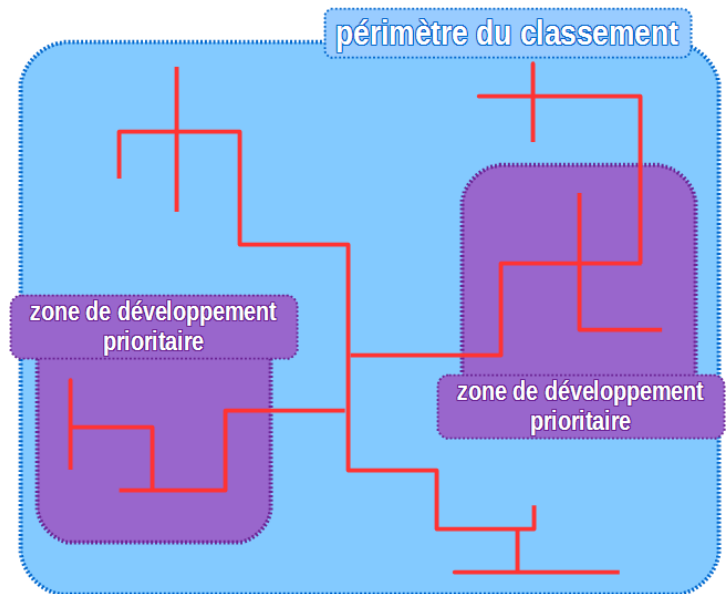 périmètre du classement
zone de développement
prioritaire
zone de développement
prioritaire